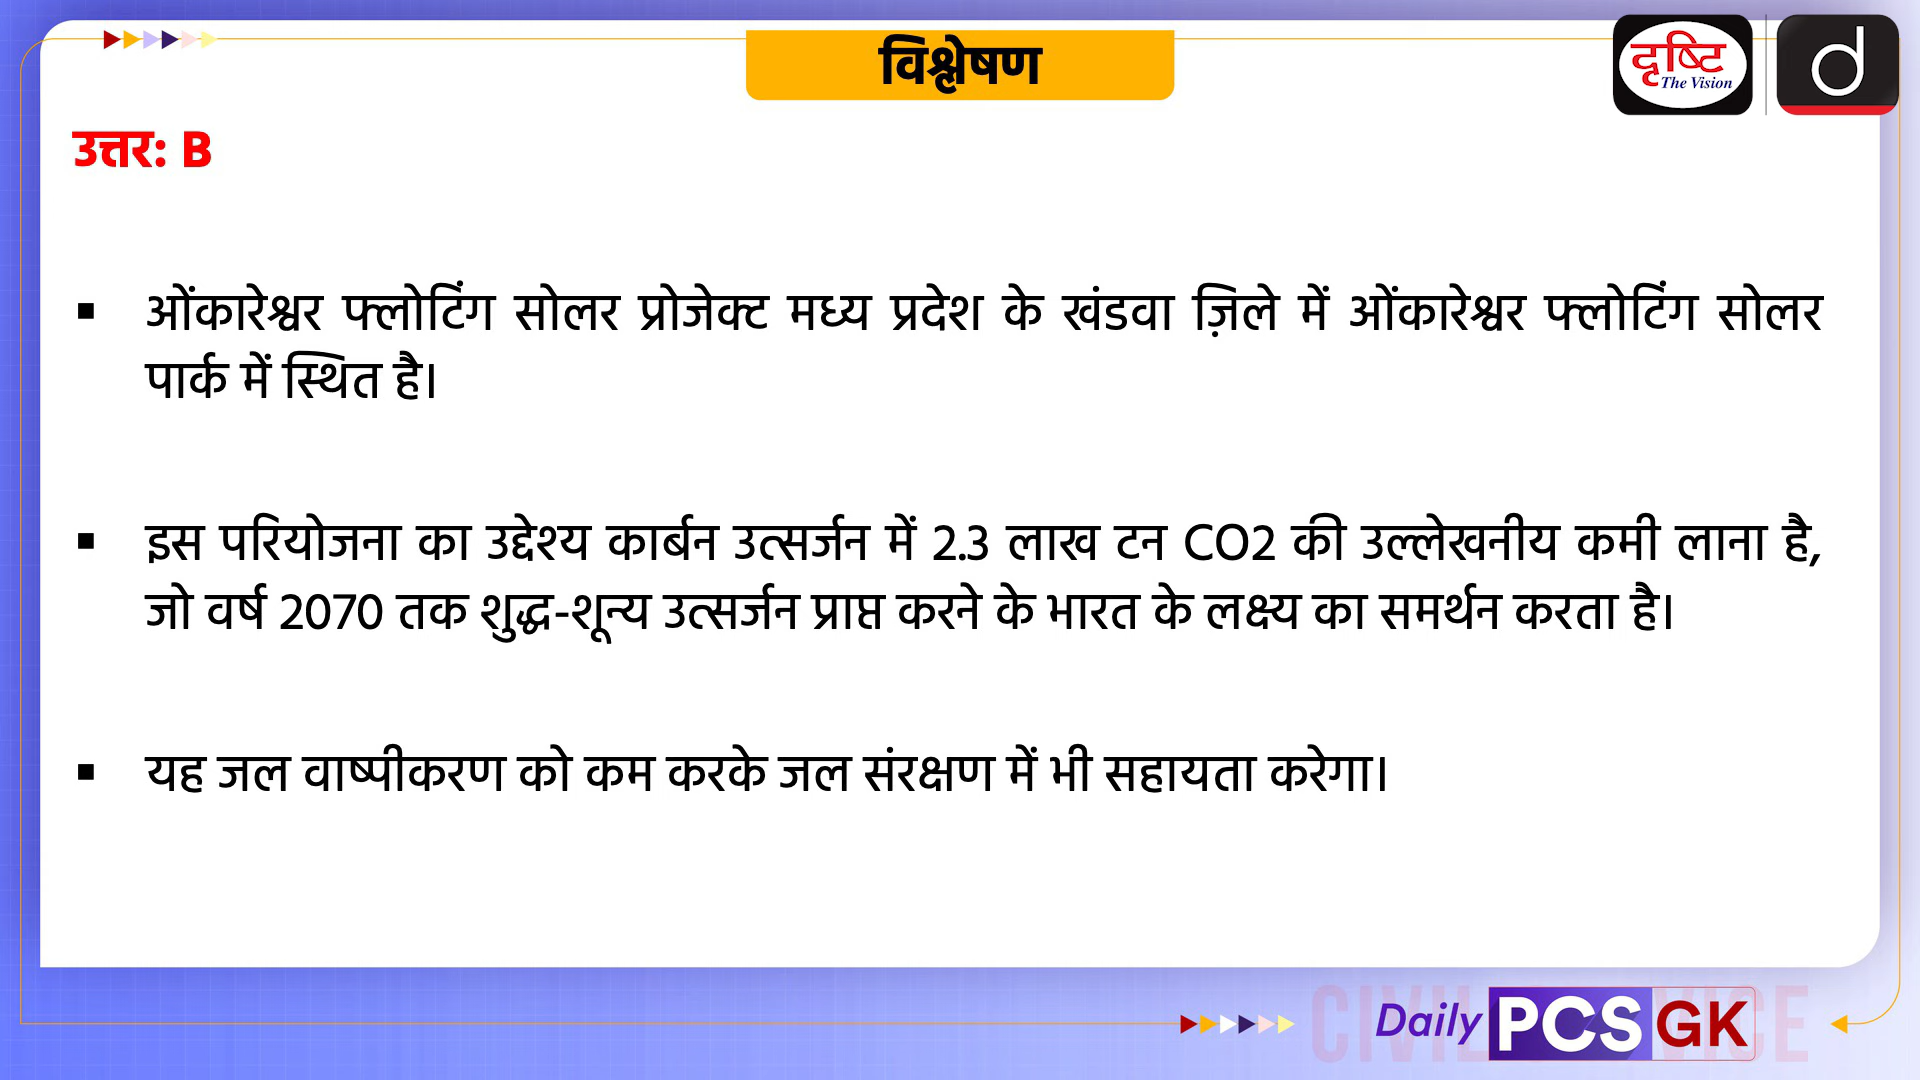 विश्लेषण
दृष्टि
The Vision
d
उत्तर: B
▪ ओंकारेश्वर फ्लोटिंग सोलर प्रोजेक्ट मध्य प्रदेश के खंडवा ज़िले में ओंकारेश्वर फ्लोटिंग सोलर
पार्क में स्थित है।
▪ इस परियोजना का उद्देश्य कार्बन उत्सर्जन में 2.3 लाख टन CO2 की उल्लेखनीय कमी लाना है,
जो वर्ष 2070 तक शुद्ध-शून्य उत्सर्जन प्राप्त करने के भारत के लक्ष्य का समर्थन करता है।
▪ यह जल वाष्पीकरण को कम करके जल संरक्षण में भी सहायता करेगा।
Daily PCS GK